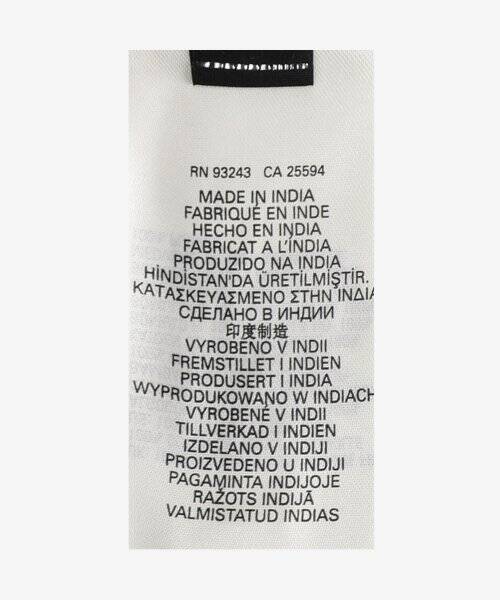 RN 93243 CA 25594
MADE IN INDIA
FABRIQUÉ EN INDE
HECHO EN INDIA
FABRICAT A L'ÍNDIA
PRODUZIDO NA INDIA
HİNDİSTAN'DA ÜRETİLMİŞTİR.
ΚΑΤΑΣΚΕΥΑΣΜΕΝΟ ΣΤΗΝ ΙΝΔΙΑ
СДЕЛАНО В ИНДИИ
印度制造
VYROBENO V INDII
FREMSTILLET I INDIEN
PRODUSERT I INDIA
WYPRODUKOWANO W INDIACH
VYROBENÉ V INDII
TILLVERKAD I INDIEN
IZDELANO V INDIJI
PROIZVEDENO U INDIJI
PAGAMINTA INDIJOJE
RAŽOTS INDIJĀ
VALMISTATUD INDIAS